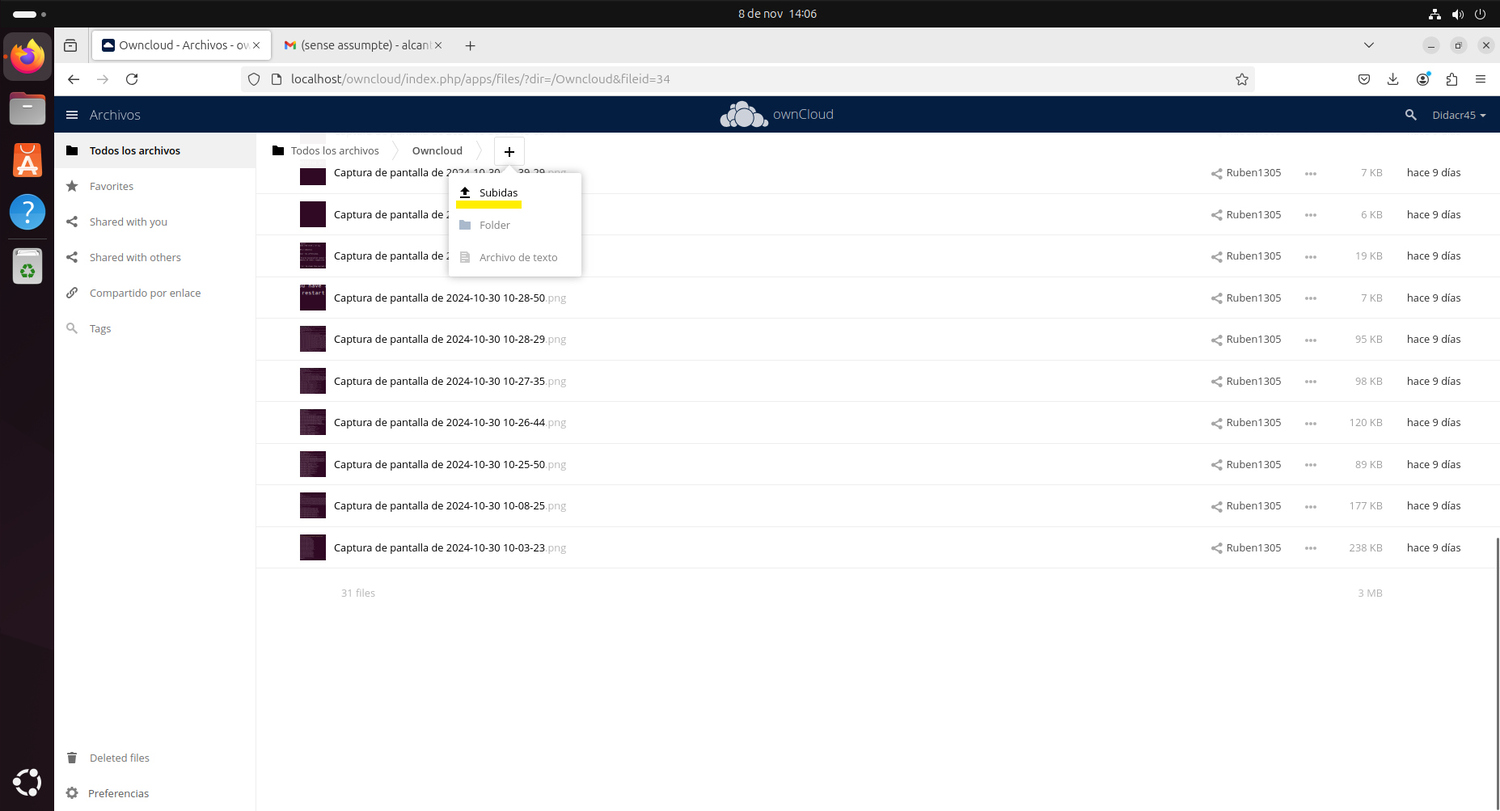 8 de nov 14:06
Owncloud - Archivos - ow
(sense assumpte) - alcant
localhost/owncloud/index.php/apps/files/?dir=/Owncloud&fileid=34
Archivos
ownCloud
Didacr45
Todos los archivos
Favorites
Shared with you
Shared with others
Compartido por enlace
Tags
Deleted files
Preferencias
Todos los archivos
Owncloud
+
Subidas
Folder
Archivo de texto
Captura de pantalla de 2024-10-30 39-29.png Ruben1305 7 KB hace 9 días
Captura de pantalla de 2 Ruben1305 6 KB hace 9 días
Captura de pantalla de 2 Ruben1305 19 KB hace 9 días
Captura de pantalla de 2024-10-30 10-28-50.png Ruben1305 7 KB hace 9 días
Captura de pantalla de 2024-10-30 10-28-29.png Ruben1305 95 KB hace 9 días
Captura de pantalla de 2024-10-30 10-27-35.png Ruben1305 98 KB hace 9 días
Captura de pantalla de 2024-10-30 10-26-44.png Ruben1305 120 KB hace 9 días
Captura de pantalla de 2024-10-30 10-25-50.png Ruben1305 89 KB hace 9 días
Captura de pantalla de 2024-10-30 10-08-25.png Ruben1305 177 KB hace 9 días
Captura de pantalla de 2024-10-30 10-03-23.png Ruben1305 238 KB hace 9 días
31 files 3 MB